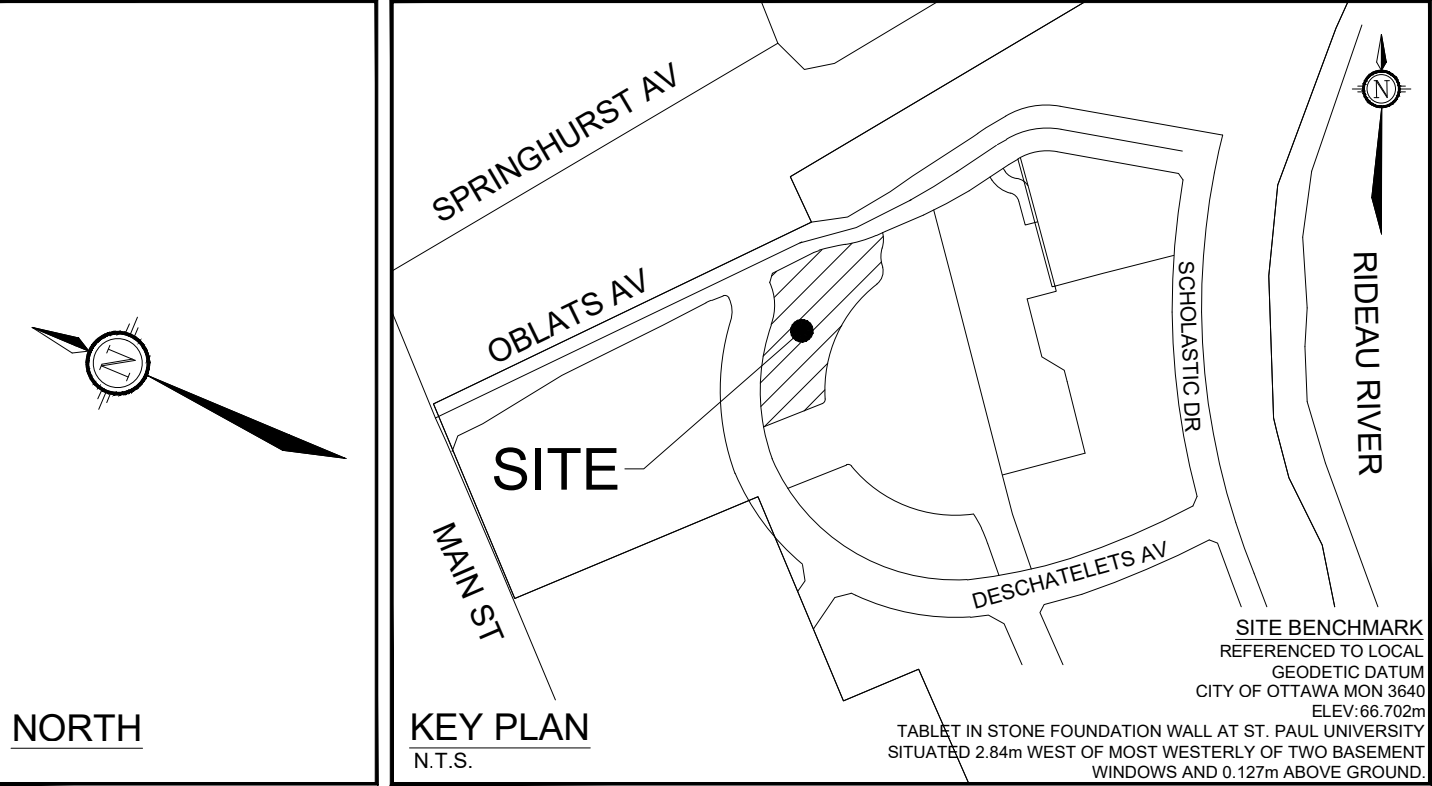 N
NORTH
SPRINGHURST AV
OBLATS AV
SITE
MAIN ST
DESCHATELETS AV
SCHOLASTIC DR
N
RIDEAU RIVER
KEY PLAN
N.T.S.
SITE BENCHMARK
REFERENCED TO LOCAL
GEODETIC DATUM
CITY OF OTTAWA MON 3640
ELEV:66.702m
TABLET IN STONE FOUNDATION WALL AT ST. PAUL UNIVERSITY
SITUATED 2.84m WEST OF MOST WESTERLY OF TWO BASEMENT
WINDOWS AND 0.127m ABOVE GROUND.